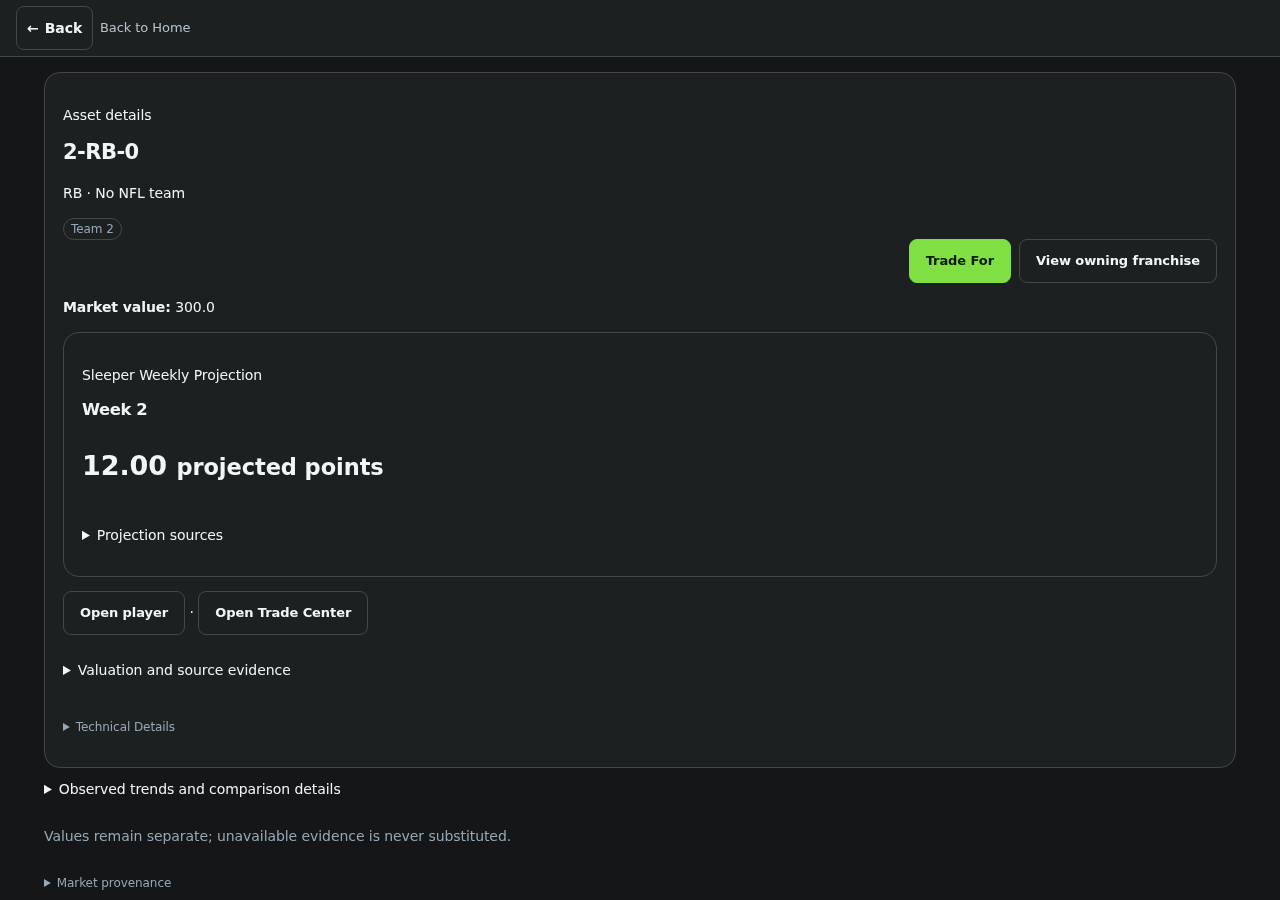 ← Back Back to Home
Asset details
2-RB-0
RB · No NFL team
Team 2
Trade For View owning franchise
Market value: 300.0
Sleeper Weekly Projection
Week 2
12.00 projected points
▶ Projection sources
Open player · Open Trade Center
▶ Valuation and source evidence
▶ Technical Details
▶ Observed trends and comparison details
Values remain separate; unavailable evidence is never substituted.
▶ Market provenance